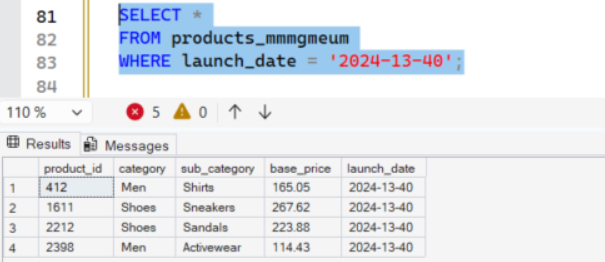 81 SELECT *
82 FROM products_mmmgmeum
83 WHERE launch_date = '2024-13-40';
84
110 % 5 0
Results Messages
product_id category sub_category base_price launch_date
1 412 Men Shirts 165.05 2024-13-40
2 1611 Shoes Sneakers 267.62 2024-13-40
3 2212 Shoes Sandals 223.88 2024-13-40
4 2398 Men Activewear 114.43 2024-13-40